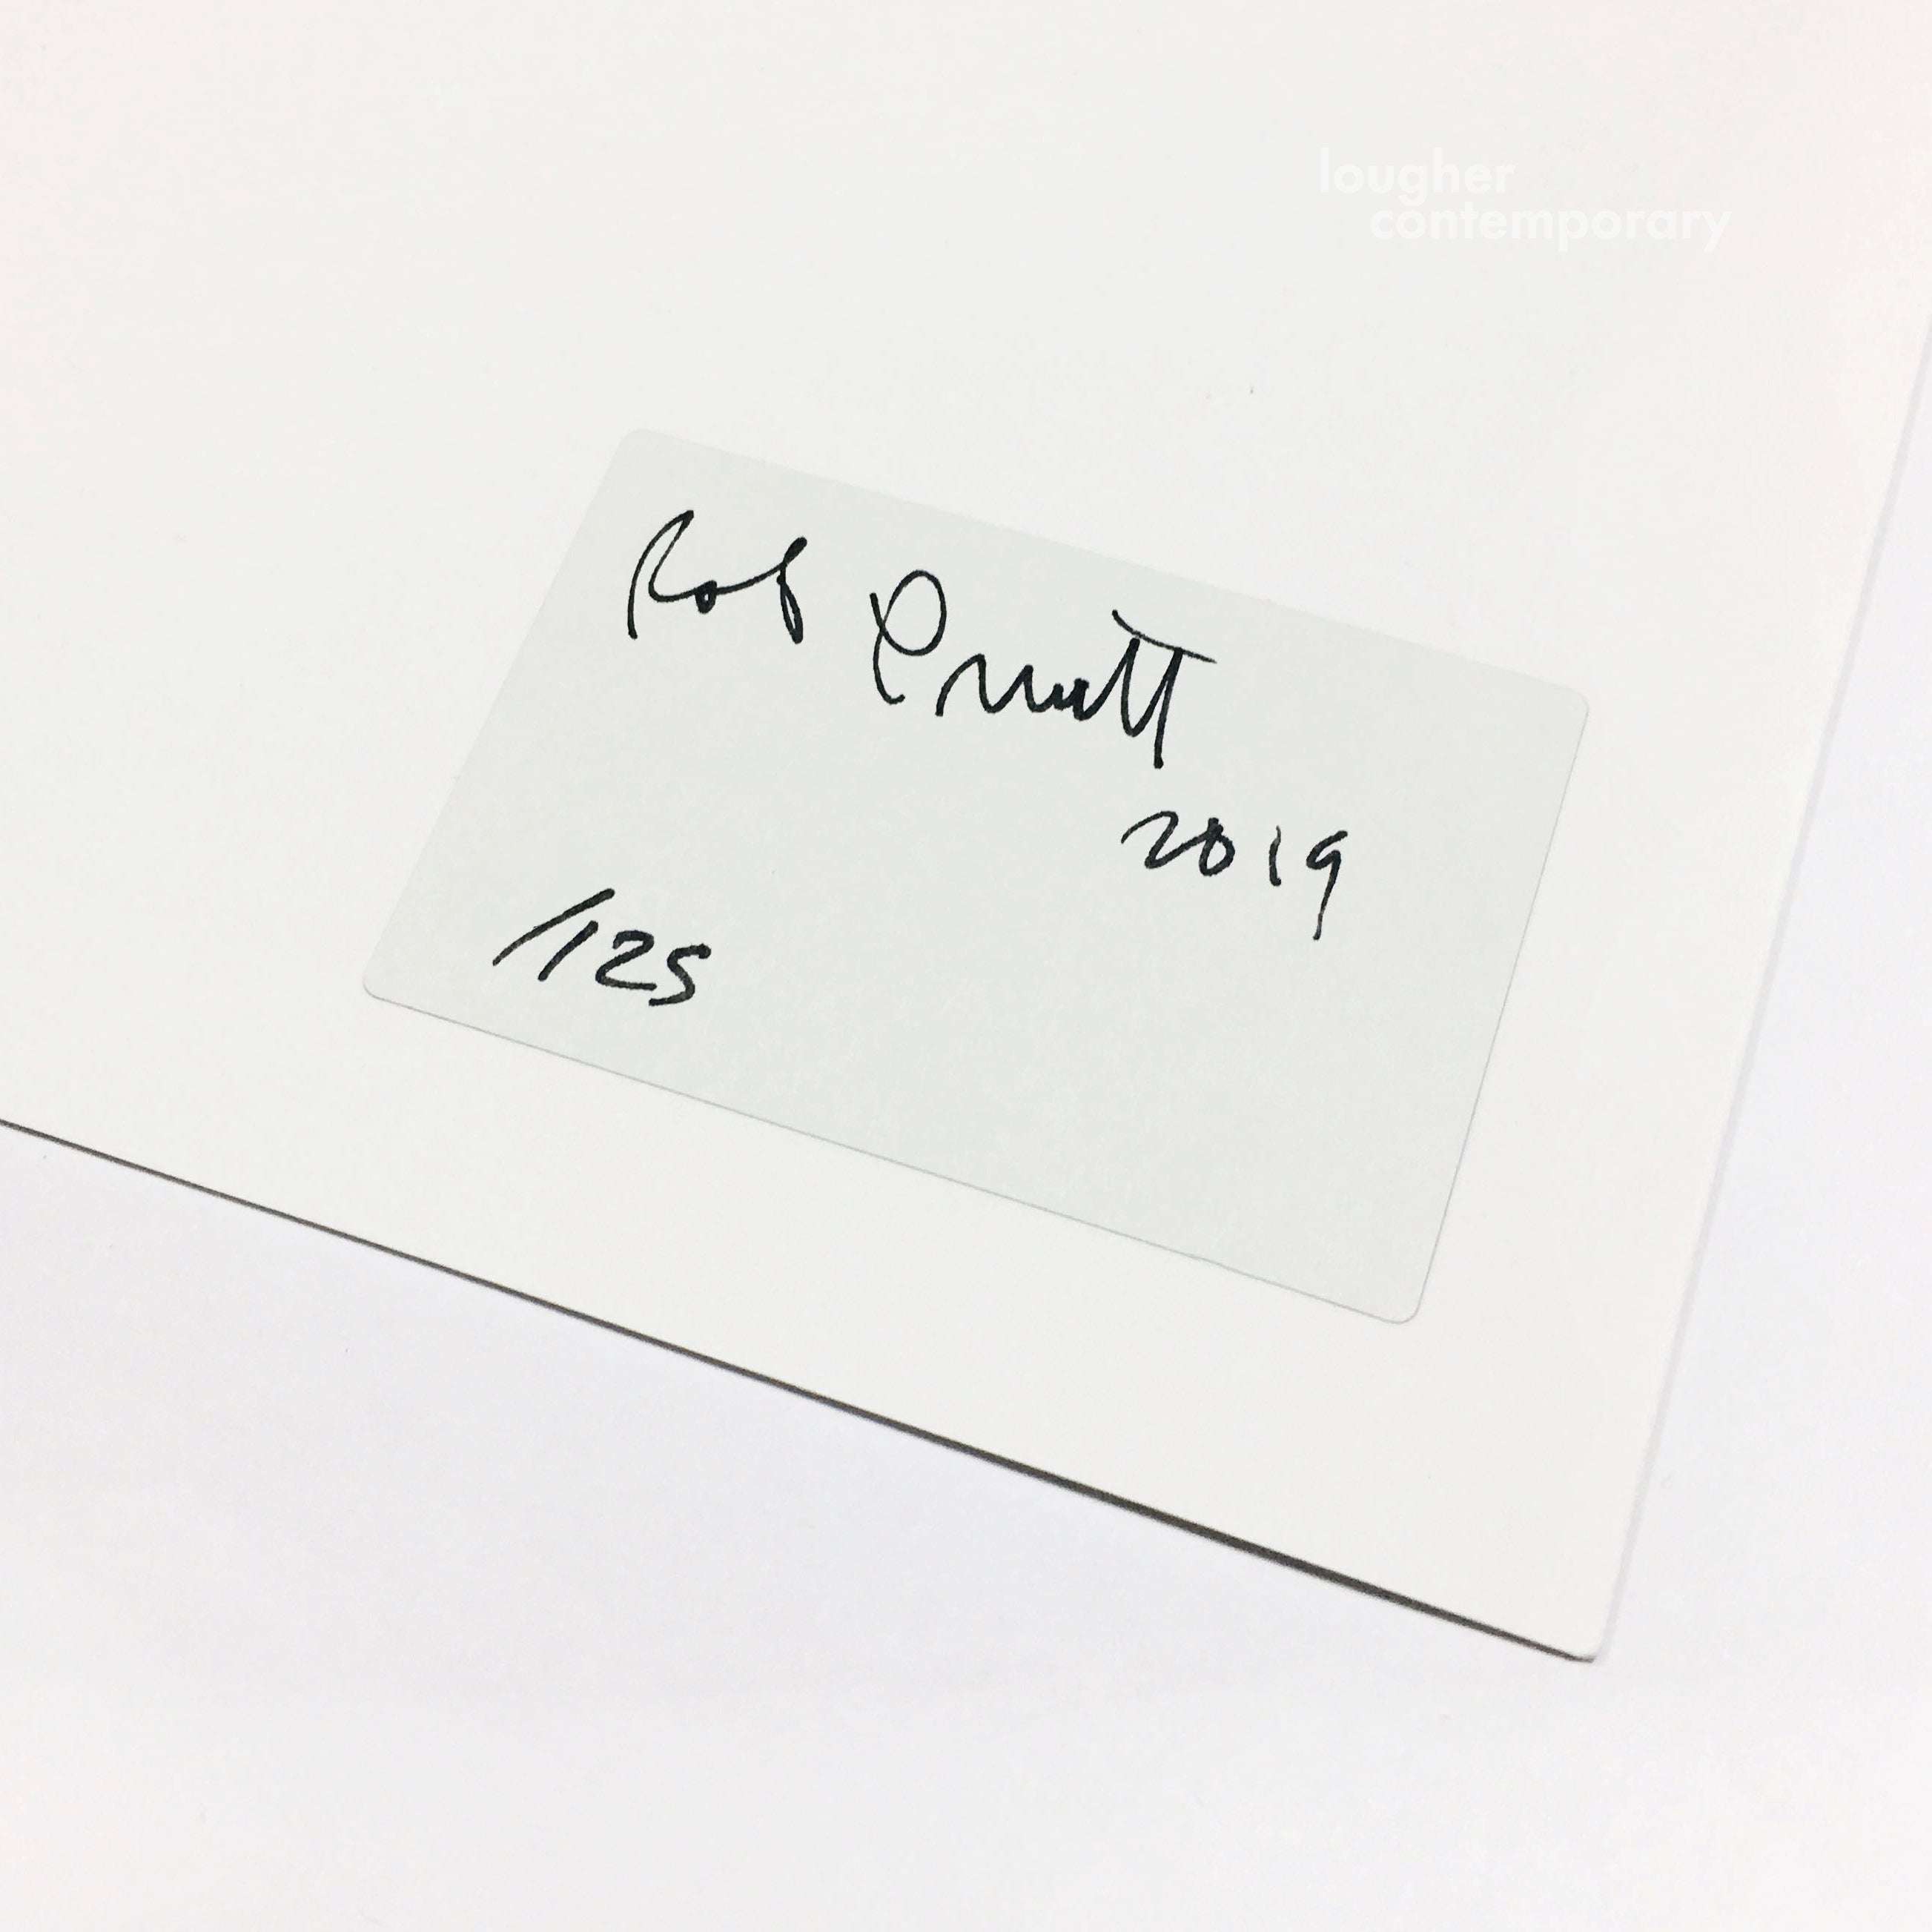 lougher
contemporary
Rob Pruitt
2019
/125